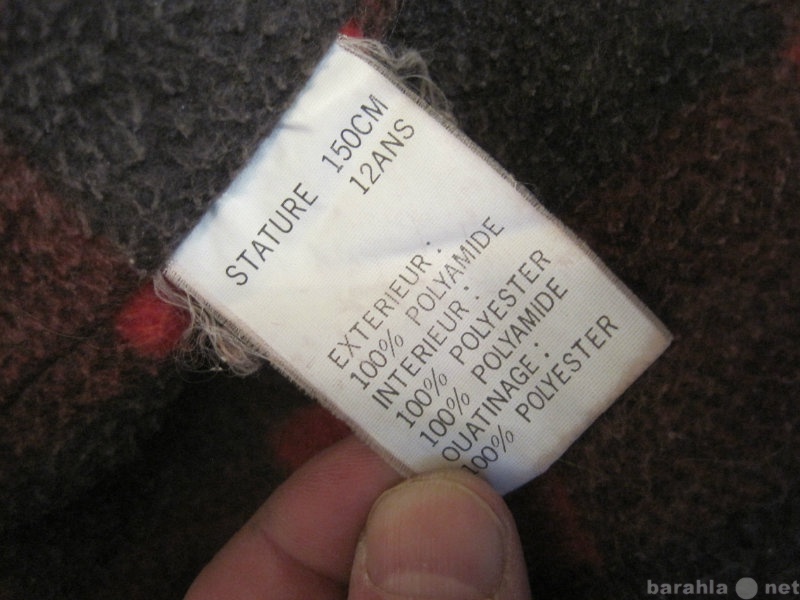 STATURE 150CM
12ANS
EXTERIEUR:
100% POLYAMIDE
INTERIEUR:
100% POLYESTER
100% POLYAMIDE
OUATINAGE:
100% POLYESTER
barahla net